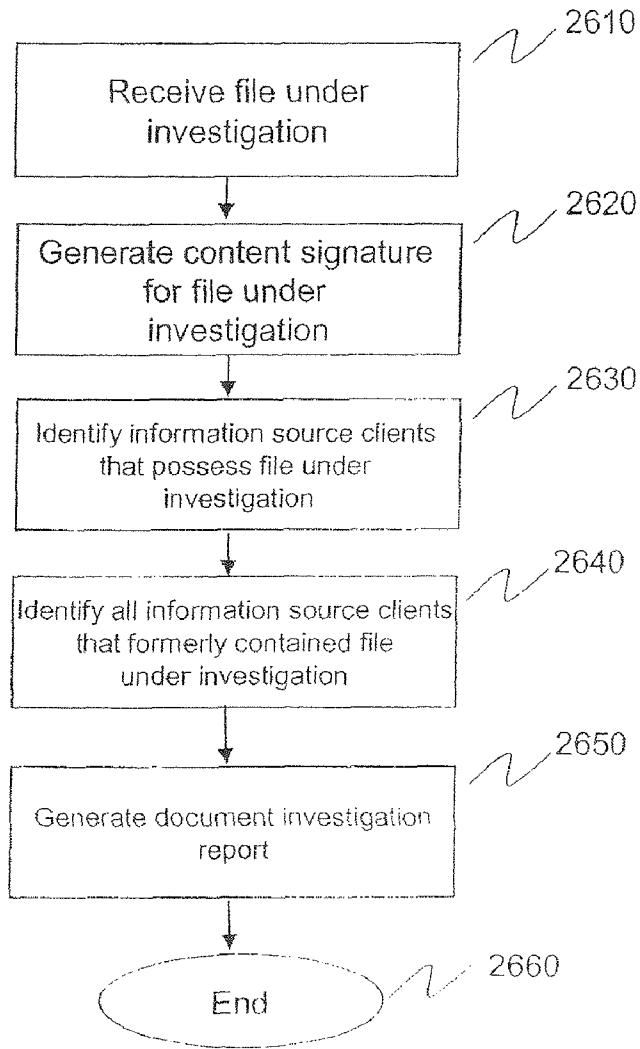 2610
Receive file under
investigation
2620
Generate content signature
for file under
investigation
2630
Identify information source clients
that possess file under
investigation
2640
Identify all information source clients
that formerly contained file
under investigation
2650
Generate document investigation
report
2660
End